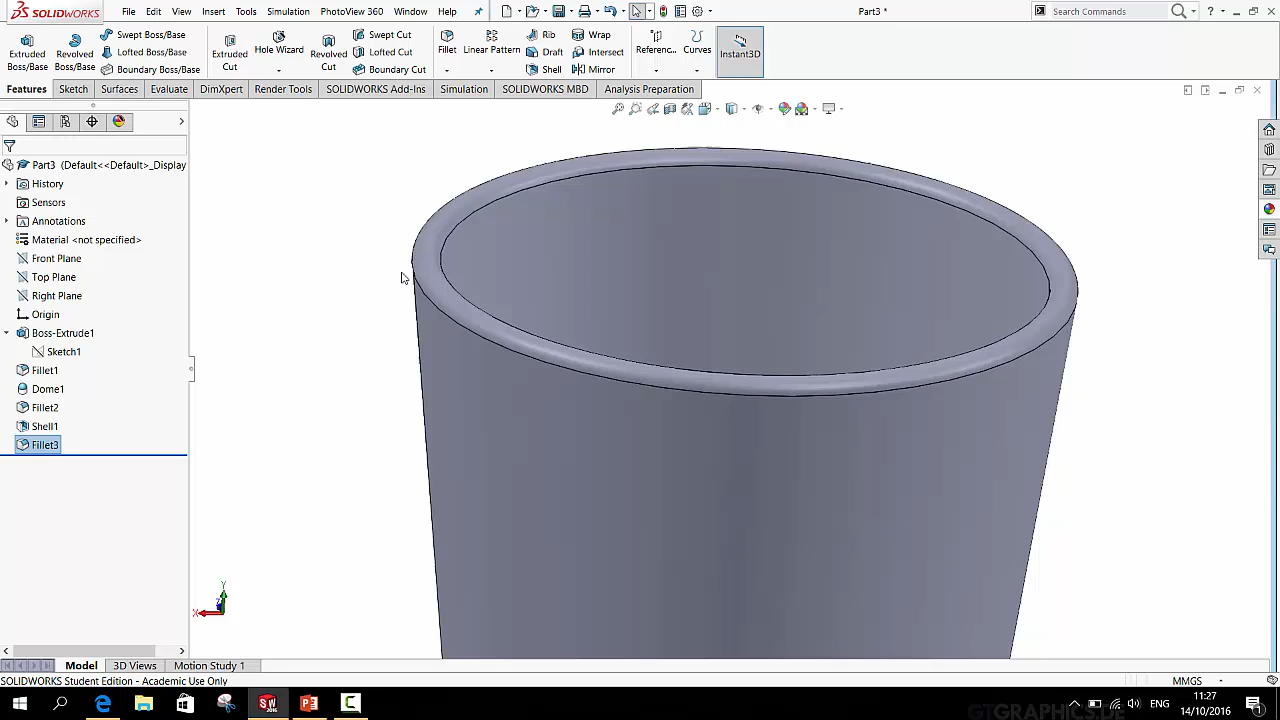 SOLIDWORKS File Edit View Insert Tools Simulation PhotoView 360 Window Help Part3 * Search Commands
Extruded Boss/Base Revolved Boss/Base Swept Boss/Base Lofted Boss/Base Boundary Boss/Base Extruded Cut Hole Wizard Revolved Cut Swept Cut Lofted Cut Boundary Cut Fillet Linear Pattern Rib Draft Shell Wrap Intersect Mirror Referenc... Curves Instant3D
Features Sketch Surfaces Evaluate DimXpert Render Tools SOLIDWORKS Add-Ins Simulation SOLIDWORKS MBD Analysis Preparation
Part3 (Default<<Default>_Display
History
Sensors
Annotations
Material <not specified>
Front Plane
Top Plane
Right Plane
Origin
Boss-Extrude1
Sketch1
Fillet1
Dome1
Fillet2
Shell1
Fillet3
Y
X
Z
Model 3D Views Motion Study 1
SOLIDWORKS Student Edition - Academic Use Only MMGS
ENG 11:27
14/10/2016
GTGRAPHICS.DE